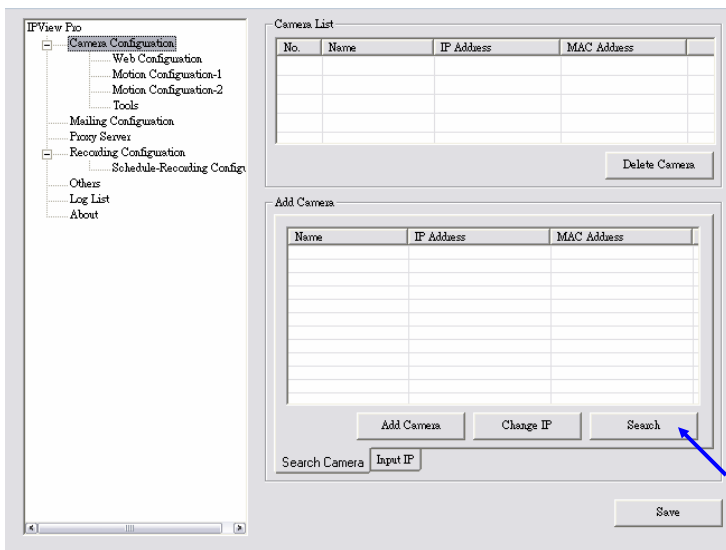 IPView Pro
Camera Configuration
Web Configuration
Motion Configuration-1
Motion Configuration-2
Tools
Mailing Configuration
Proxy Server
Recording Configuration
Schedule-Recording Configu
Others
Log List
About
Camera List
No. Name IP Address MAC Address
Delete Camera
Add Camera
Name IP Address MAC Address
Add Camera Change IP Search
Search Camera Input IP
Save